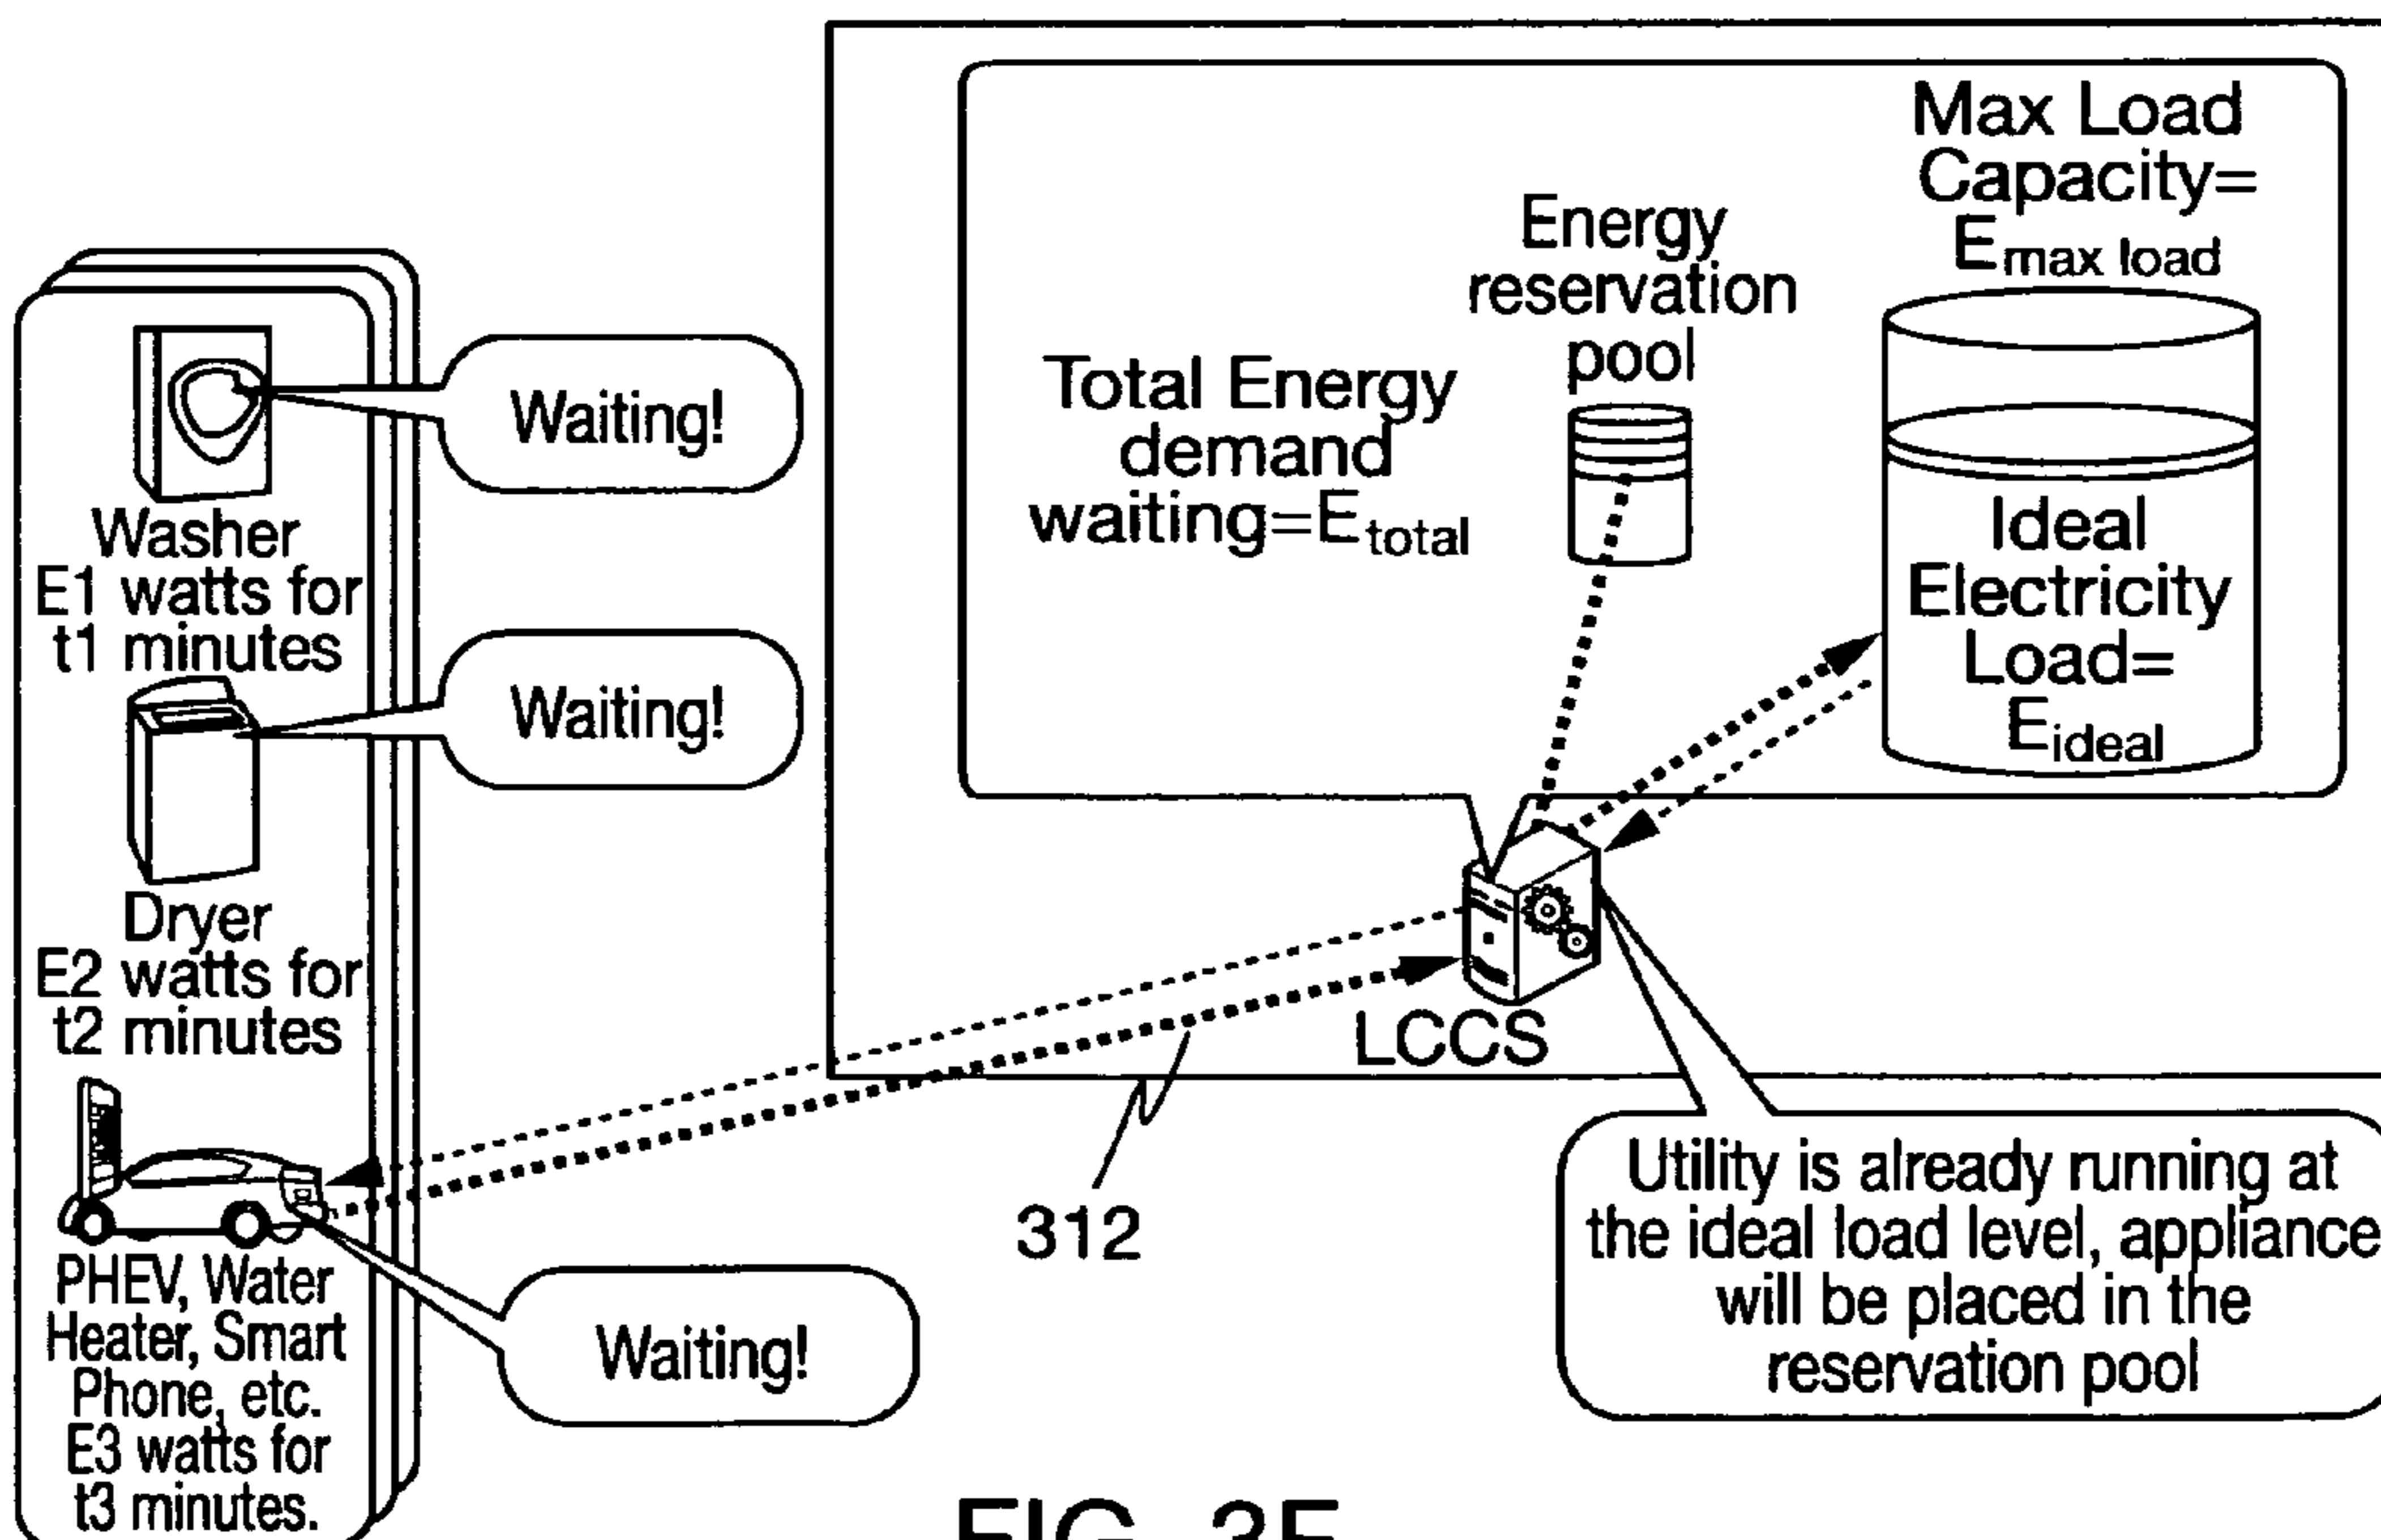 Washer
E1 watts for
t1 minutes
Dryer
E2 watts for
t2 minutes
PHEV, Water
Heater, Smart
Phone, etc.
E3 watts for
t3 minutes.
Waiting!
Waiting!
Waiting!
Total Energy
demand
waiting=Etotal
Energy
reservation
pool
Max Load
Capacity=
Emax load
Ideal
Electricity
Load=
Eideal
LCCS
312
Utility is already running at
the ideal load level, appliance
will be placed in the
reservation pool